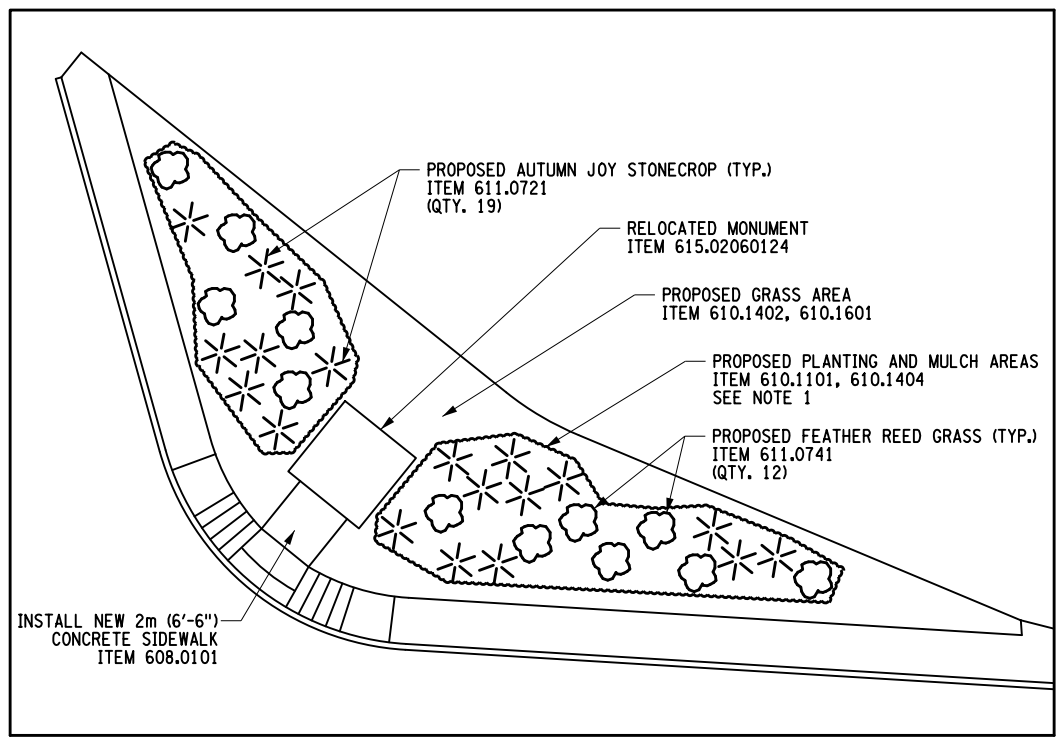 PROPOSED AUTUMN JOY STONECROP (TYP.)
ITEM 611.0721
(QTY. 19)
RELOCATED MONUMENT
ITEM 615.02060124
PROPOSED GRASS AREA
ITEM 610.1402, 610.1601
PROPOSED PLANTING AND MULCH AREAS
ITEM 610.1101, 610.1404
SEE NOTE 1
PROPOSED FEATHER REED GRASS (TYP.)
ITEM 611.0741
(QTY. 12)
INSTALL NEW 2m (6'-6")
CONCRETE SIDEWALK
ITEM 608.0101